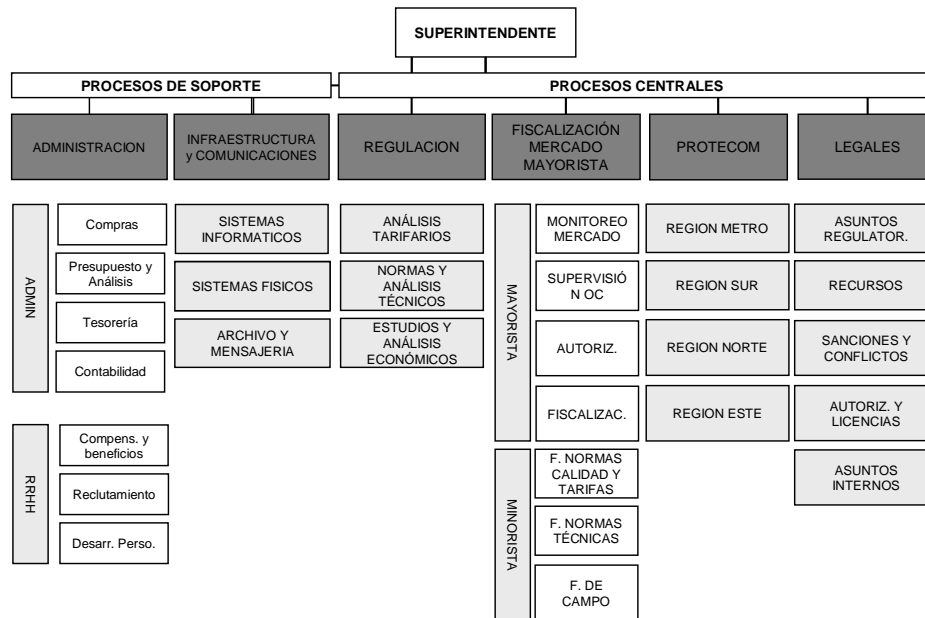 SUPERINTENDENTE
PROCESOS DE SOPORTE
PROCESOS CENTRALES
ADMINISTRACION
INFRAESTRUCTURA
y COMUNICACIONES
REGULACION
FISCALIZACIÓN
MERCADO
MAYORISTA
PROTECOM
LEGALES
ADMIN
Compras
Presupuesto y
Análisis
Tesorería
Contabilidad
RRHH
Compens. y
beneficios
Reclutamiento
Desarr. Perso.
SISTEMAS
INFORMATICOS
SISTEMAS FISICOS
ARCHIVO Y
MENSAJERIA
ANÁLISIS
TARIFARIOS
NORMAS Y
ANÁLISIS
TÉCNICOS
ESTUDIOS Y
ANÁLISIS
ECONÓMICOS
MAYORISTA
MONITOREO
MERCADO
SUPERVISIÓ
N OC
AUTORIZ.
FISCALIZAC.
MINORISTA
F. NORMAS
CALIDAD Y
TARIFAS
F. NORMAS
TÉCNICAS
F. DE
CAMPO
REGION METRO
REGION SUR
REGION NORTE
REGION ESTE
ASUNTOS
REGULATOR.
RECURSOS
SANCIONES Y
CONFLICTOS
AUTORIZ. Y
LICENCIAS
ASUNTOS
INTERNOS